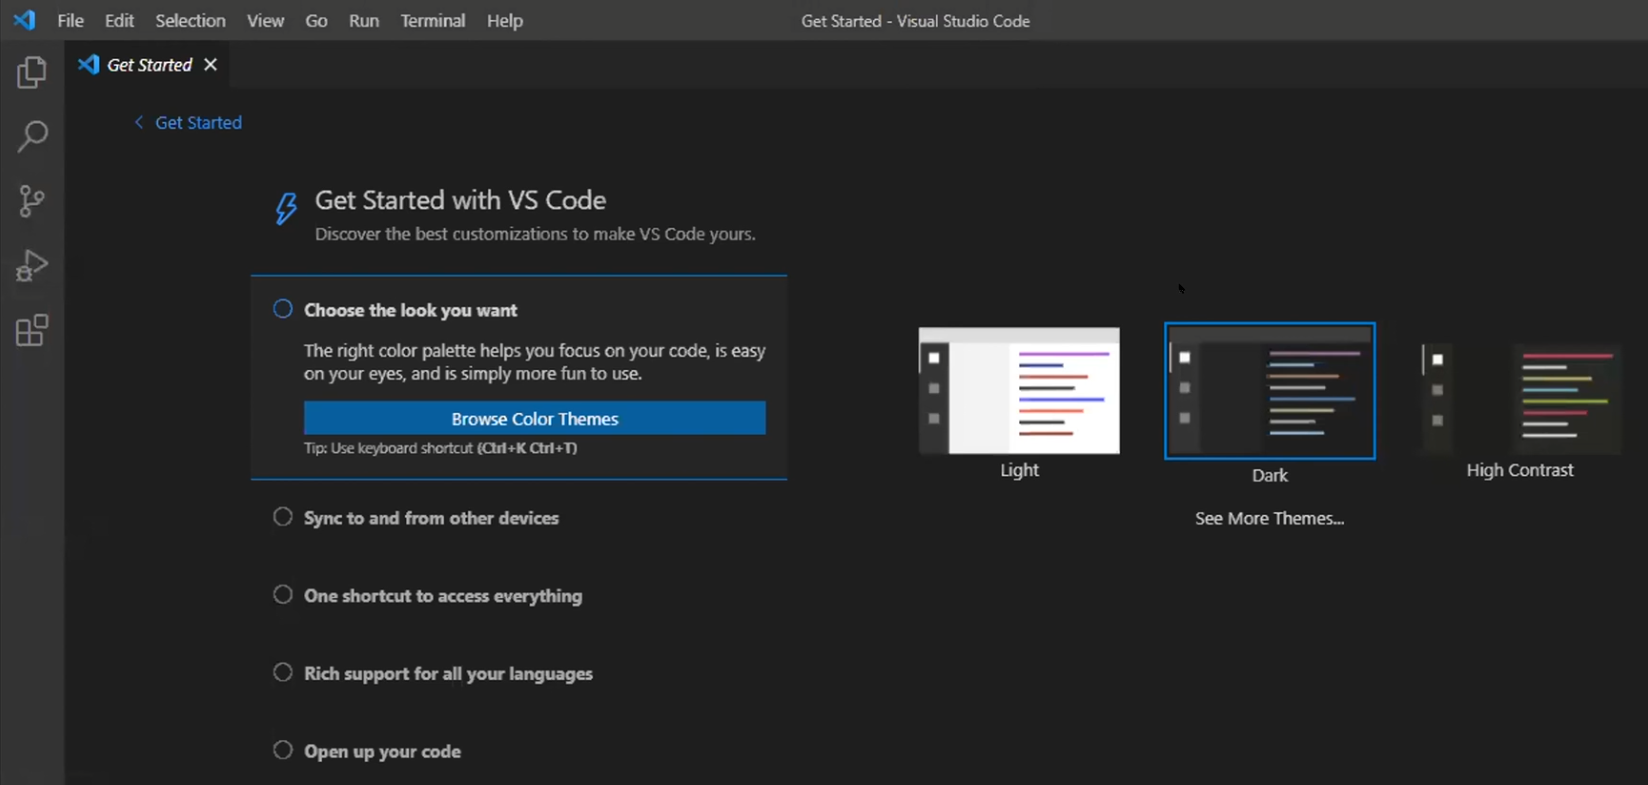 File Edit Selection View Go Run Terminal Help Get Started - Visual Studio Code
Get Started
Get Started
Get Started with VS Code
Discover the best customizations to make VS Code yours.
Choose the look you want
The right color palette helps you focus on your code, is easy
on your eyes, and is simply more fun to use.
Browse Color Themes
Tip: Use keyboard shortcut (Ctrl+K Ctrl+T)
Sync to and from other devices
One shortcut to access everything
Rich support for all your languages
Open up your code
Light
Dark
High Contrast
See More Themes...